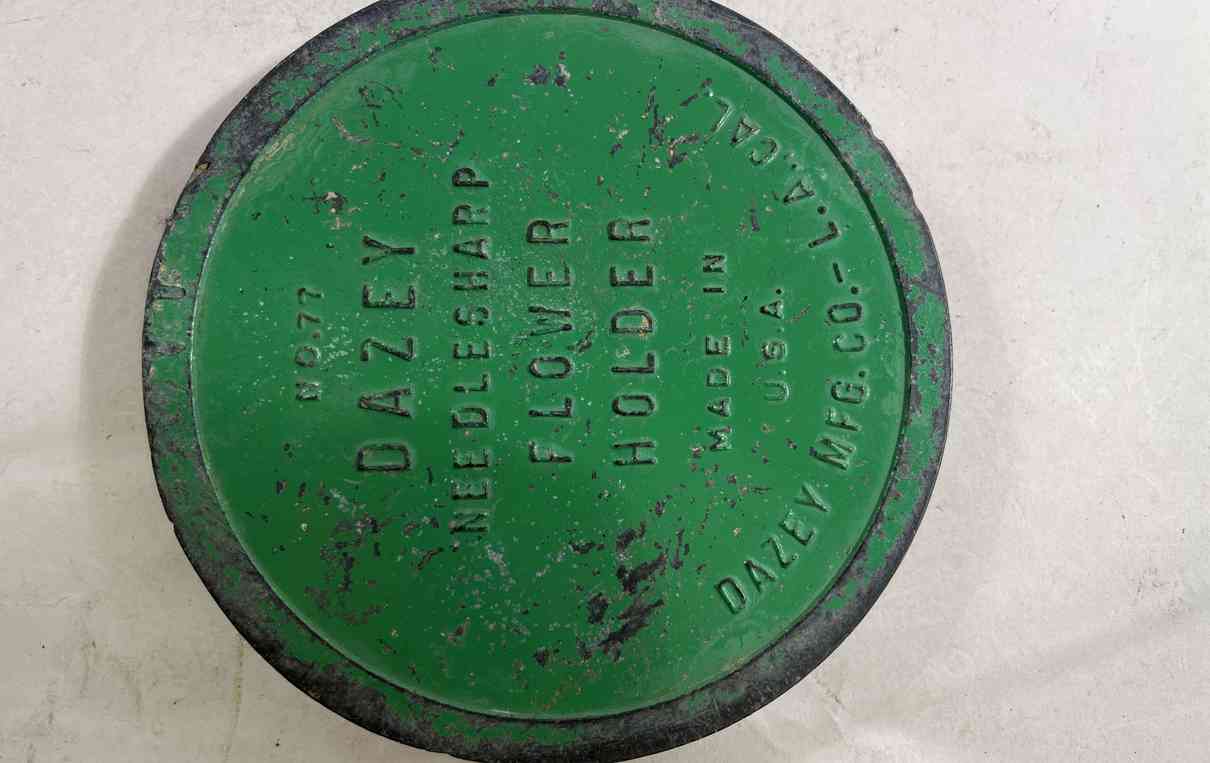 NO.77
DAZEY
NEEDLESHARP
FLOWER
HOLDER
MADE IN
U.S.A.
DAZEY MFG.CO.-L.A.,CAL.